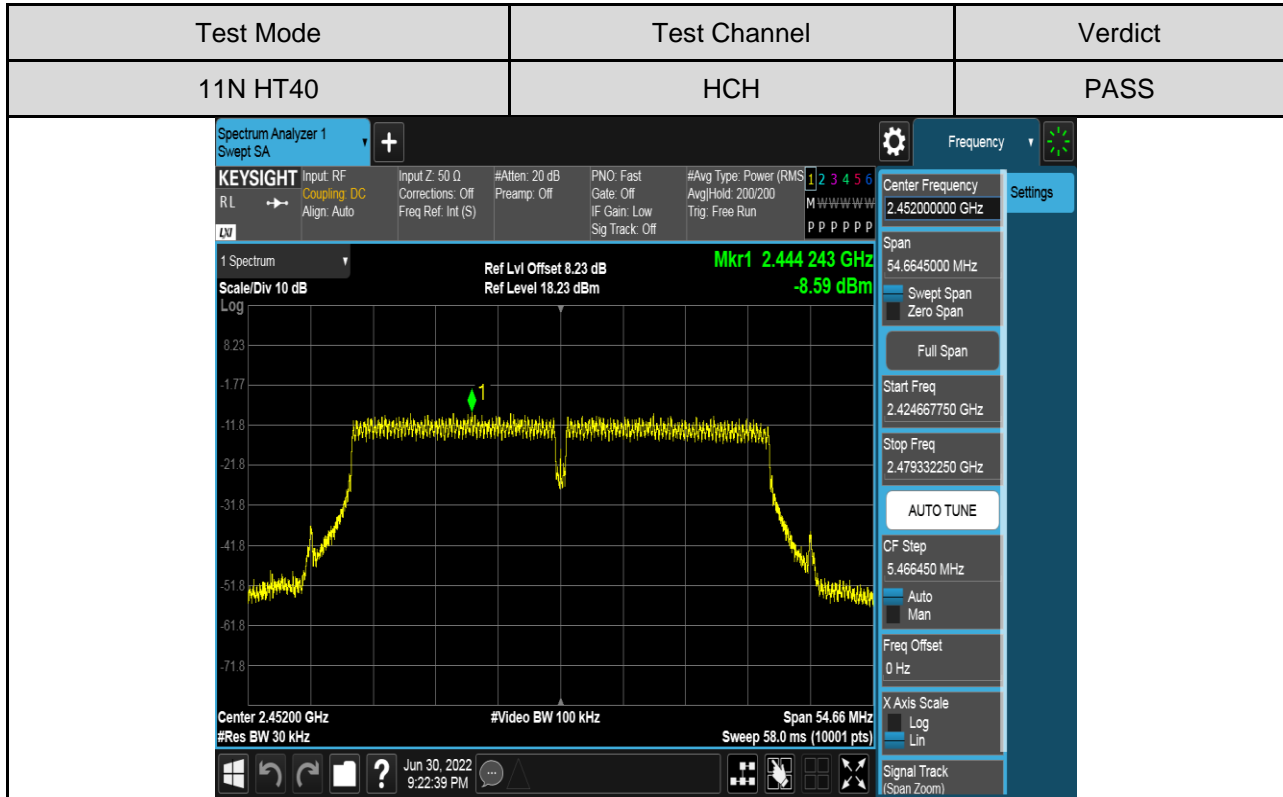 Test Mode Test Channel Verdict
11N HT40 HCH PASS
Spectrum Analyzer 1
Swept SA
+
Frequency
KEYSIGHT
RL
LXI
Input: RF
Coupling: DC
Align: Auto
Input Z: 50 Ω
Corrections: Off
Freq Ref: Int (S)
#Atten: 20 dB
Preamp: Off
PNO: Fast
Gate: Off
IF Gain: Low
Sig Track: Off
#Avg Type: Power (RMS
Avg|Hold: 200/200
Trig: Free Run
1 2 3 4 5 6
M W W W W W
P P P P P P
1 Spectrum
Scale/Div 10 dB
Log
Ref Lvl Offset 8.23 dB
Ref Level 18.23 dBm
Mkr1 2.444 243 GHz
-8.59 dBm
8.23
-1.77
-11.8
-21.8
-31.8
-41.8
-51.8
-61.8
-71.8
1
Center 2.45200 GHz
#Res BW 30 kHz
#Video BW 100 kHz
Span 54.66 MHz
Sweep 58.0 ms (10001 pts)
?
Jun 30, 2022
9:22:39 PM
Settings
Center Frequency
2.452000000 GHz
Span
54.6645000 MHz
Swept Span
Zero Span
Full Span
Start Freq
2.424667750 GHz
Stop Freq
2.479332250 GHz
AUTO TUNE
CF Step
5.466450 MHz
Auto
Man
Freq Offset
0 Hz
X Axis Scale
Log
Lin
Signal Track
(Span Zoom)